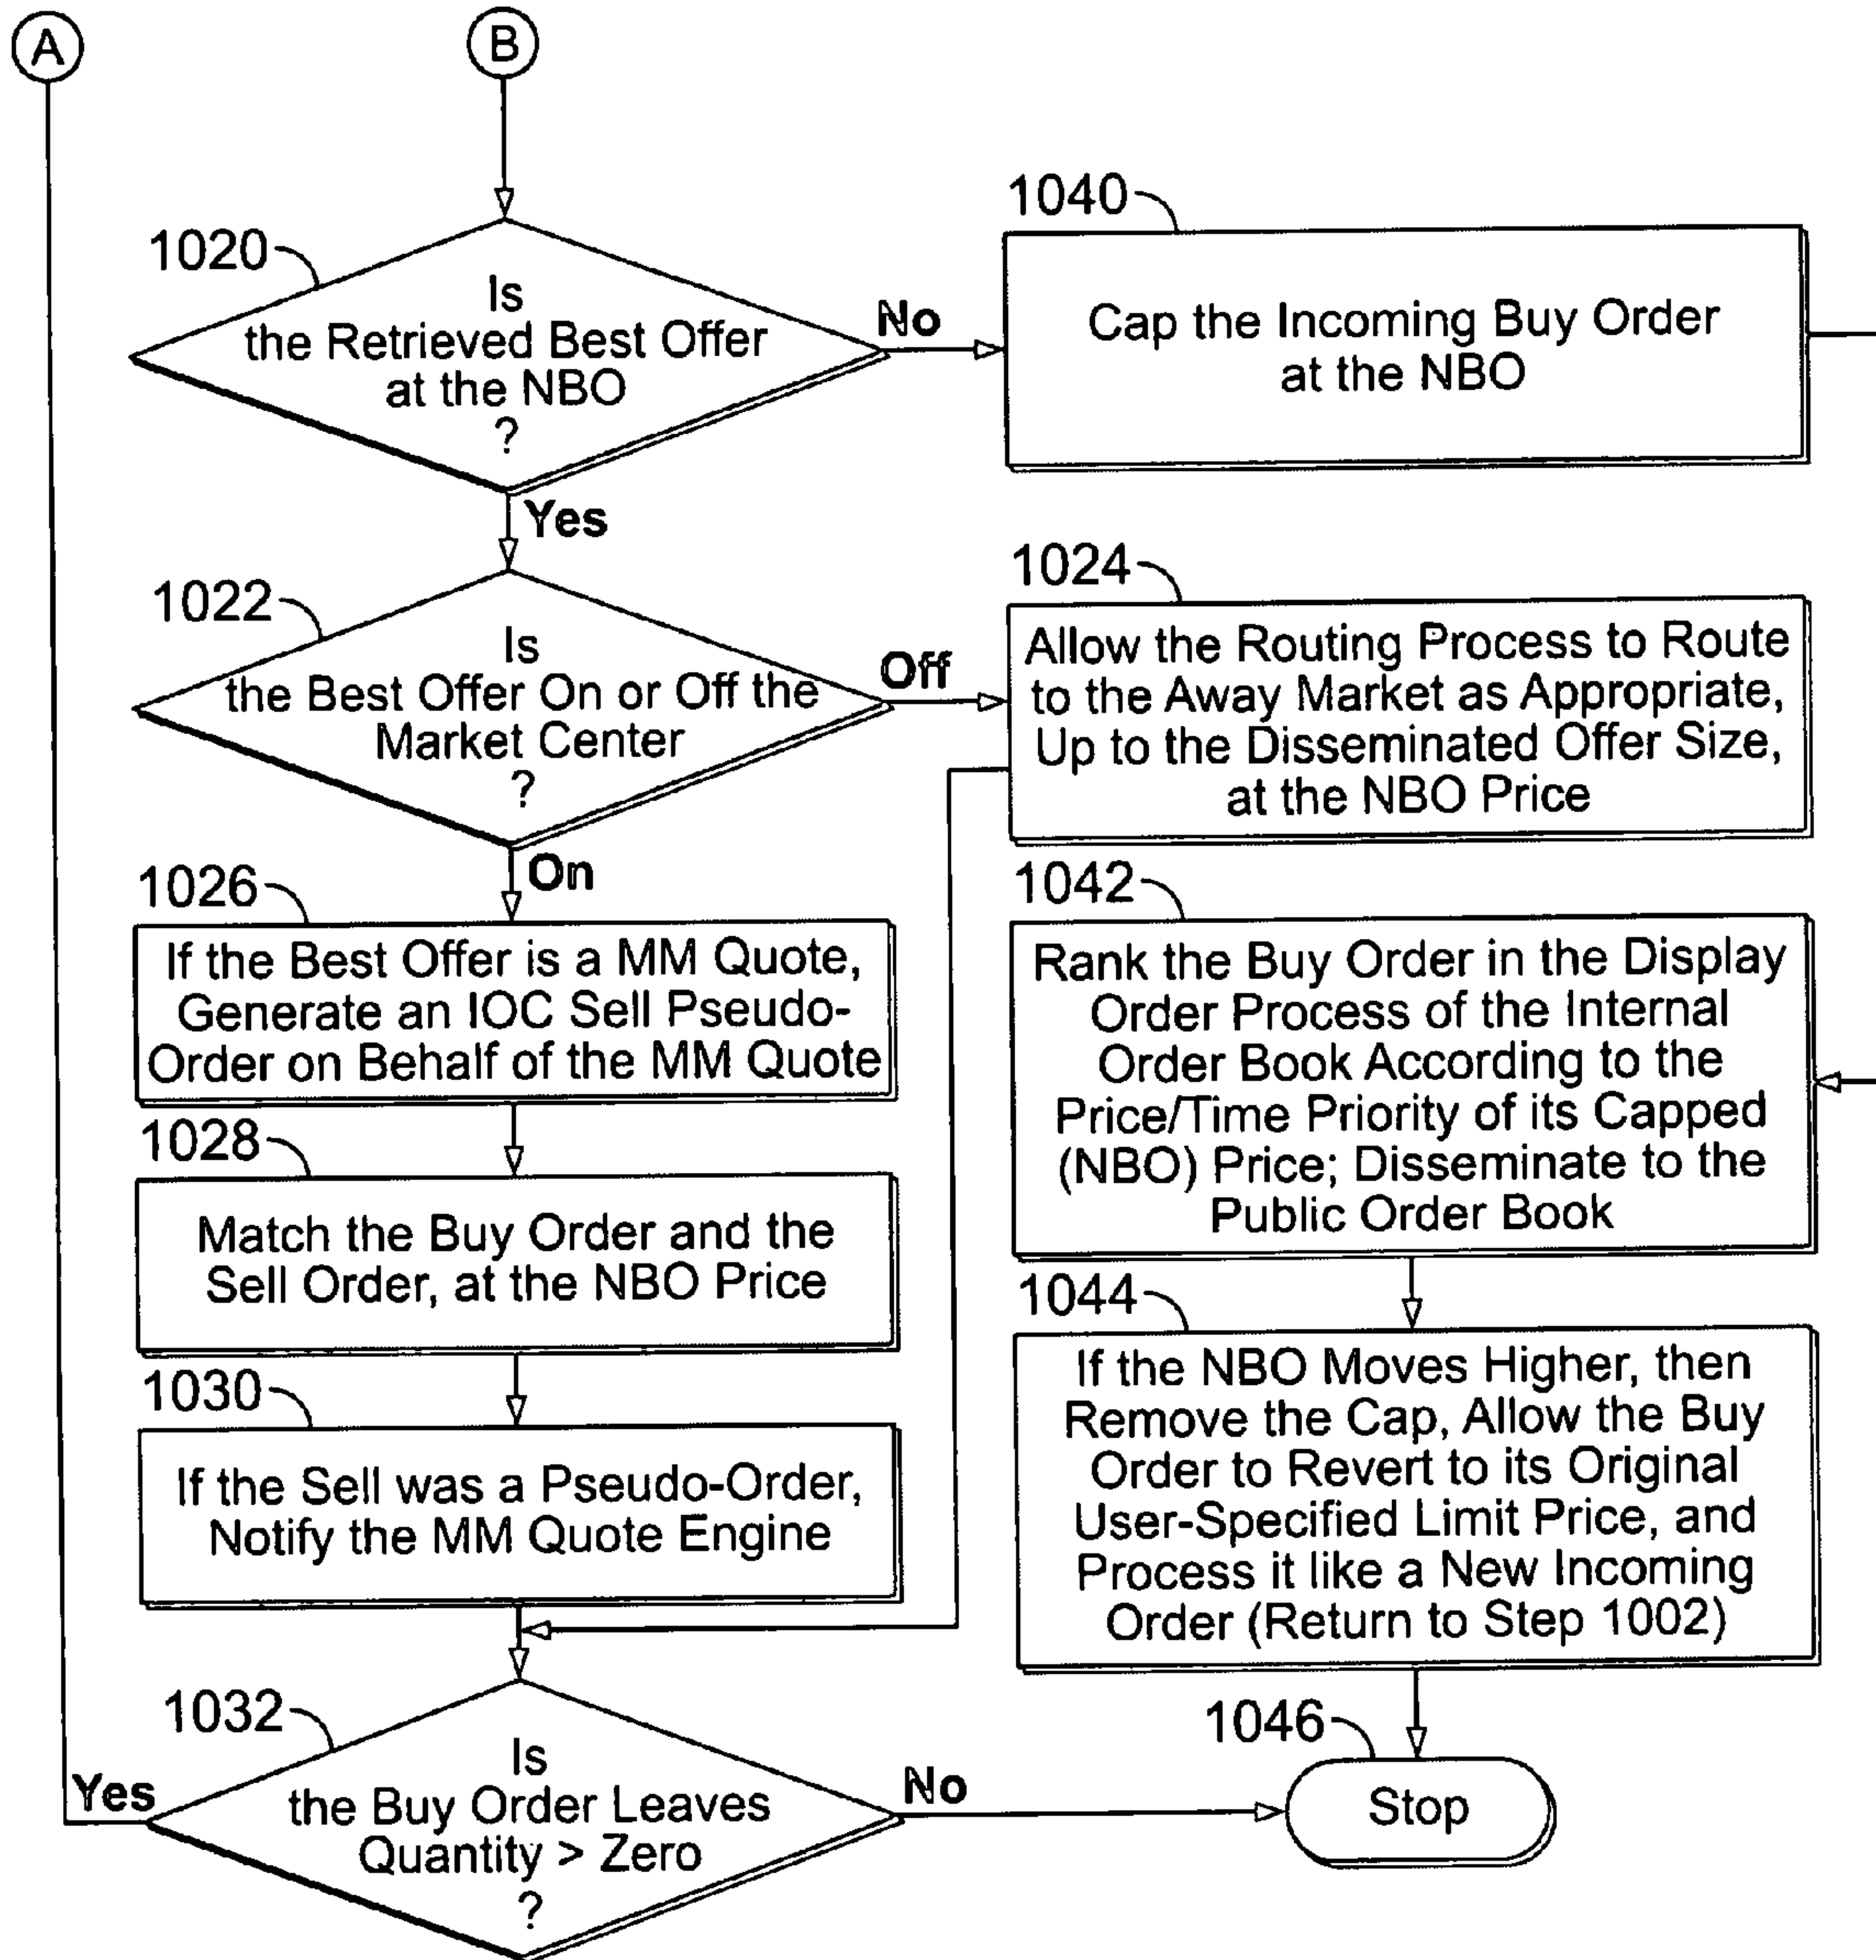 A
B
1020
Is
the Retrieved Best Offer
at the NBO
?
No
1040
Cap the Incoming Buy Order
at the NBO
Yes
1022
Is
the Best Offer On or Off the
Market Center
?
Off
1024
Allow the Routing Process to Route
to the Away Market as Appropriate,
Up to the Disseminated Offer Size,
at the NBO Price
On
1026
If the Best Offer is a MM Quote,
Generate an IOC Sell Pseudo-
Order on Behalf of the MM Quote
1042
Rank the Buy Order in the Display
Order Process of the Internal
Order Book According to the
Price/Time Priority of its Capped
(NBO) Price; Disseminate to the
Public Order Book
1028
Match the Buy Order and the
Sell Order, at the NBO Price
1044
If the NBO Moves Higher, then
Remove the Cap, Allow the Buy
Order to Revert to its Original
User-Specified Limit Price, and
Process it like a New Incoming
Order (Return to Step 1002)
1030
If the Sell was a Pseudo-Order,
Notify the MM Quote Engine
1032
Is
the Buy Order Leaves
Quantity > Zero
?
Yes
No
1046
Stop